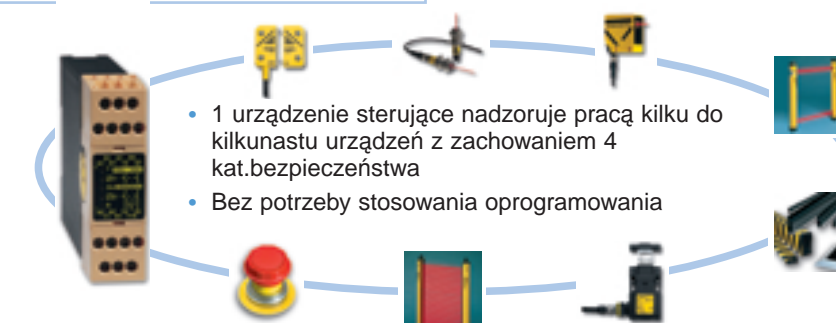 • 1 urządzenie sterujące nadzoruje pracą kilku do
kilkunastu urządzeń z zachowaniem 4
kat.bezpieczeństwa
• Bez potrzeby stosowania oprogramowania